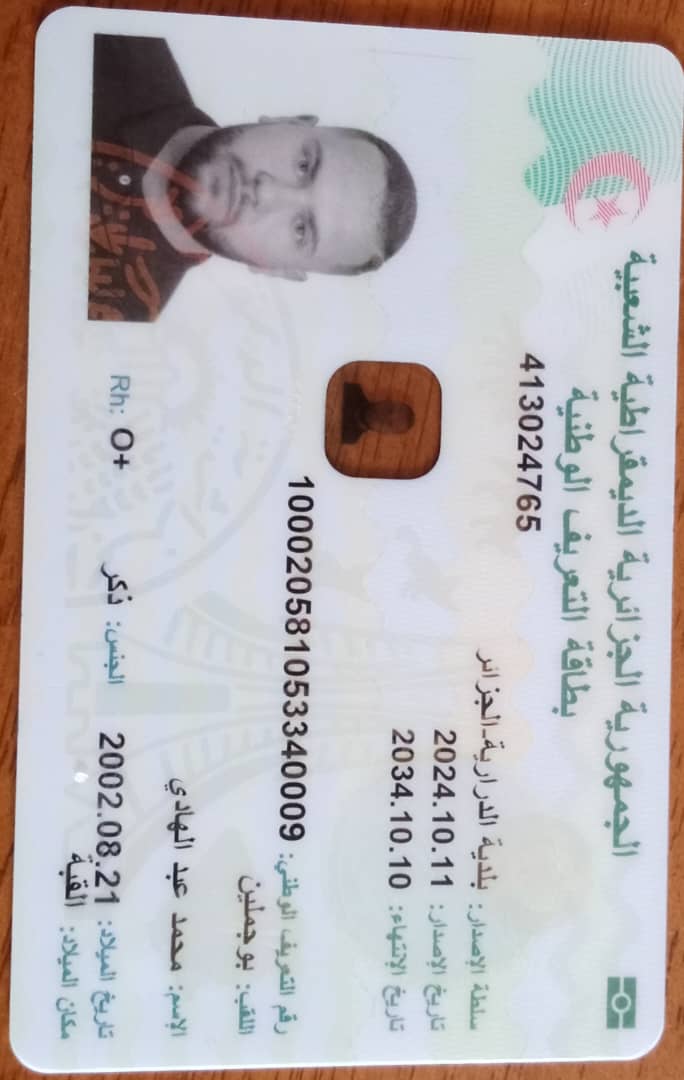 الجمهورية الجزائرية الديمقراطية الشعبية
بطاقة التعريف الوطنية
413024765
سلطة الإصدار: بلدية الدرارية-الجزائر
تاريخ الإصدار: 2024.10.11
تاريخ الإنتهاء: 2034.10.10
رقم التعريف الوطني: 100020581053340009
اللقب: بوجملين
الإسم: محمد عبد الهادي
تاريخ الميلاد: 2002.08.21 الجنس: ذكر Rh: O+
مكان الميلاد: القبة